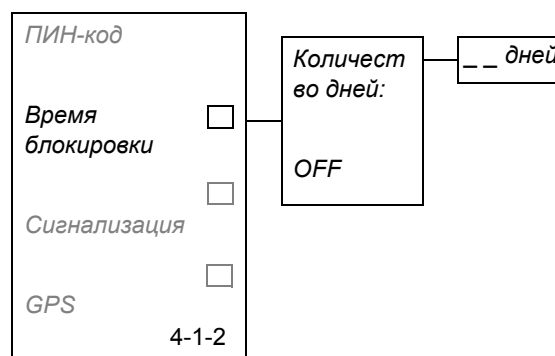 ПИН-код
Время
блокировки
Сигнализация
GPS
4-1-2
Количест
во дней:
OFF
_ _ дней